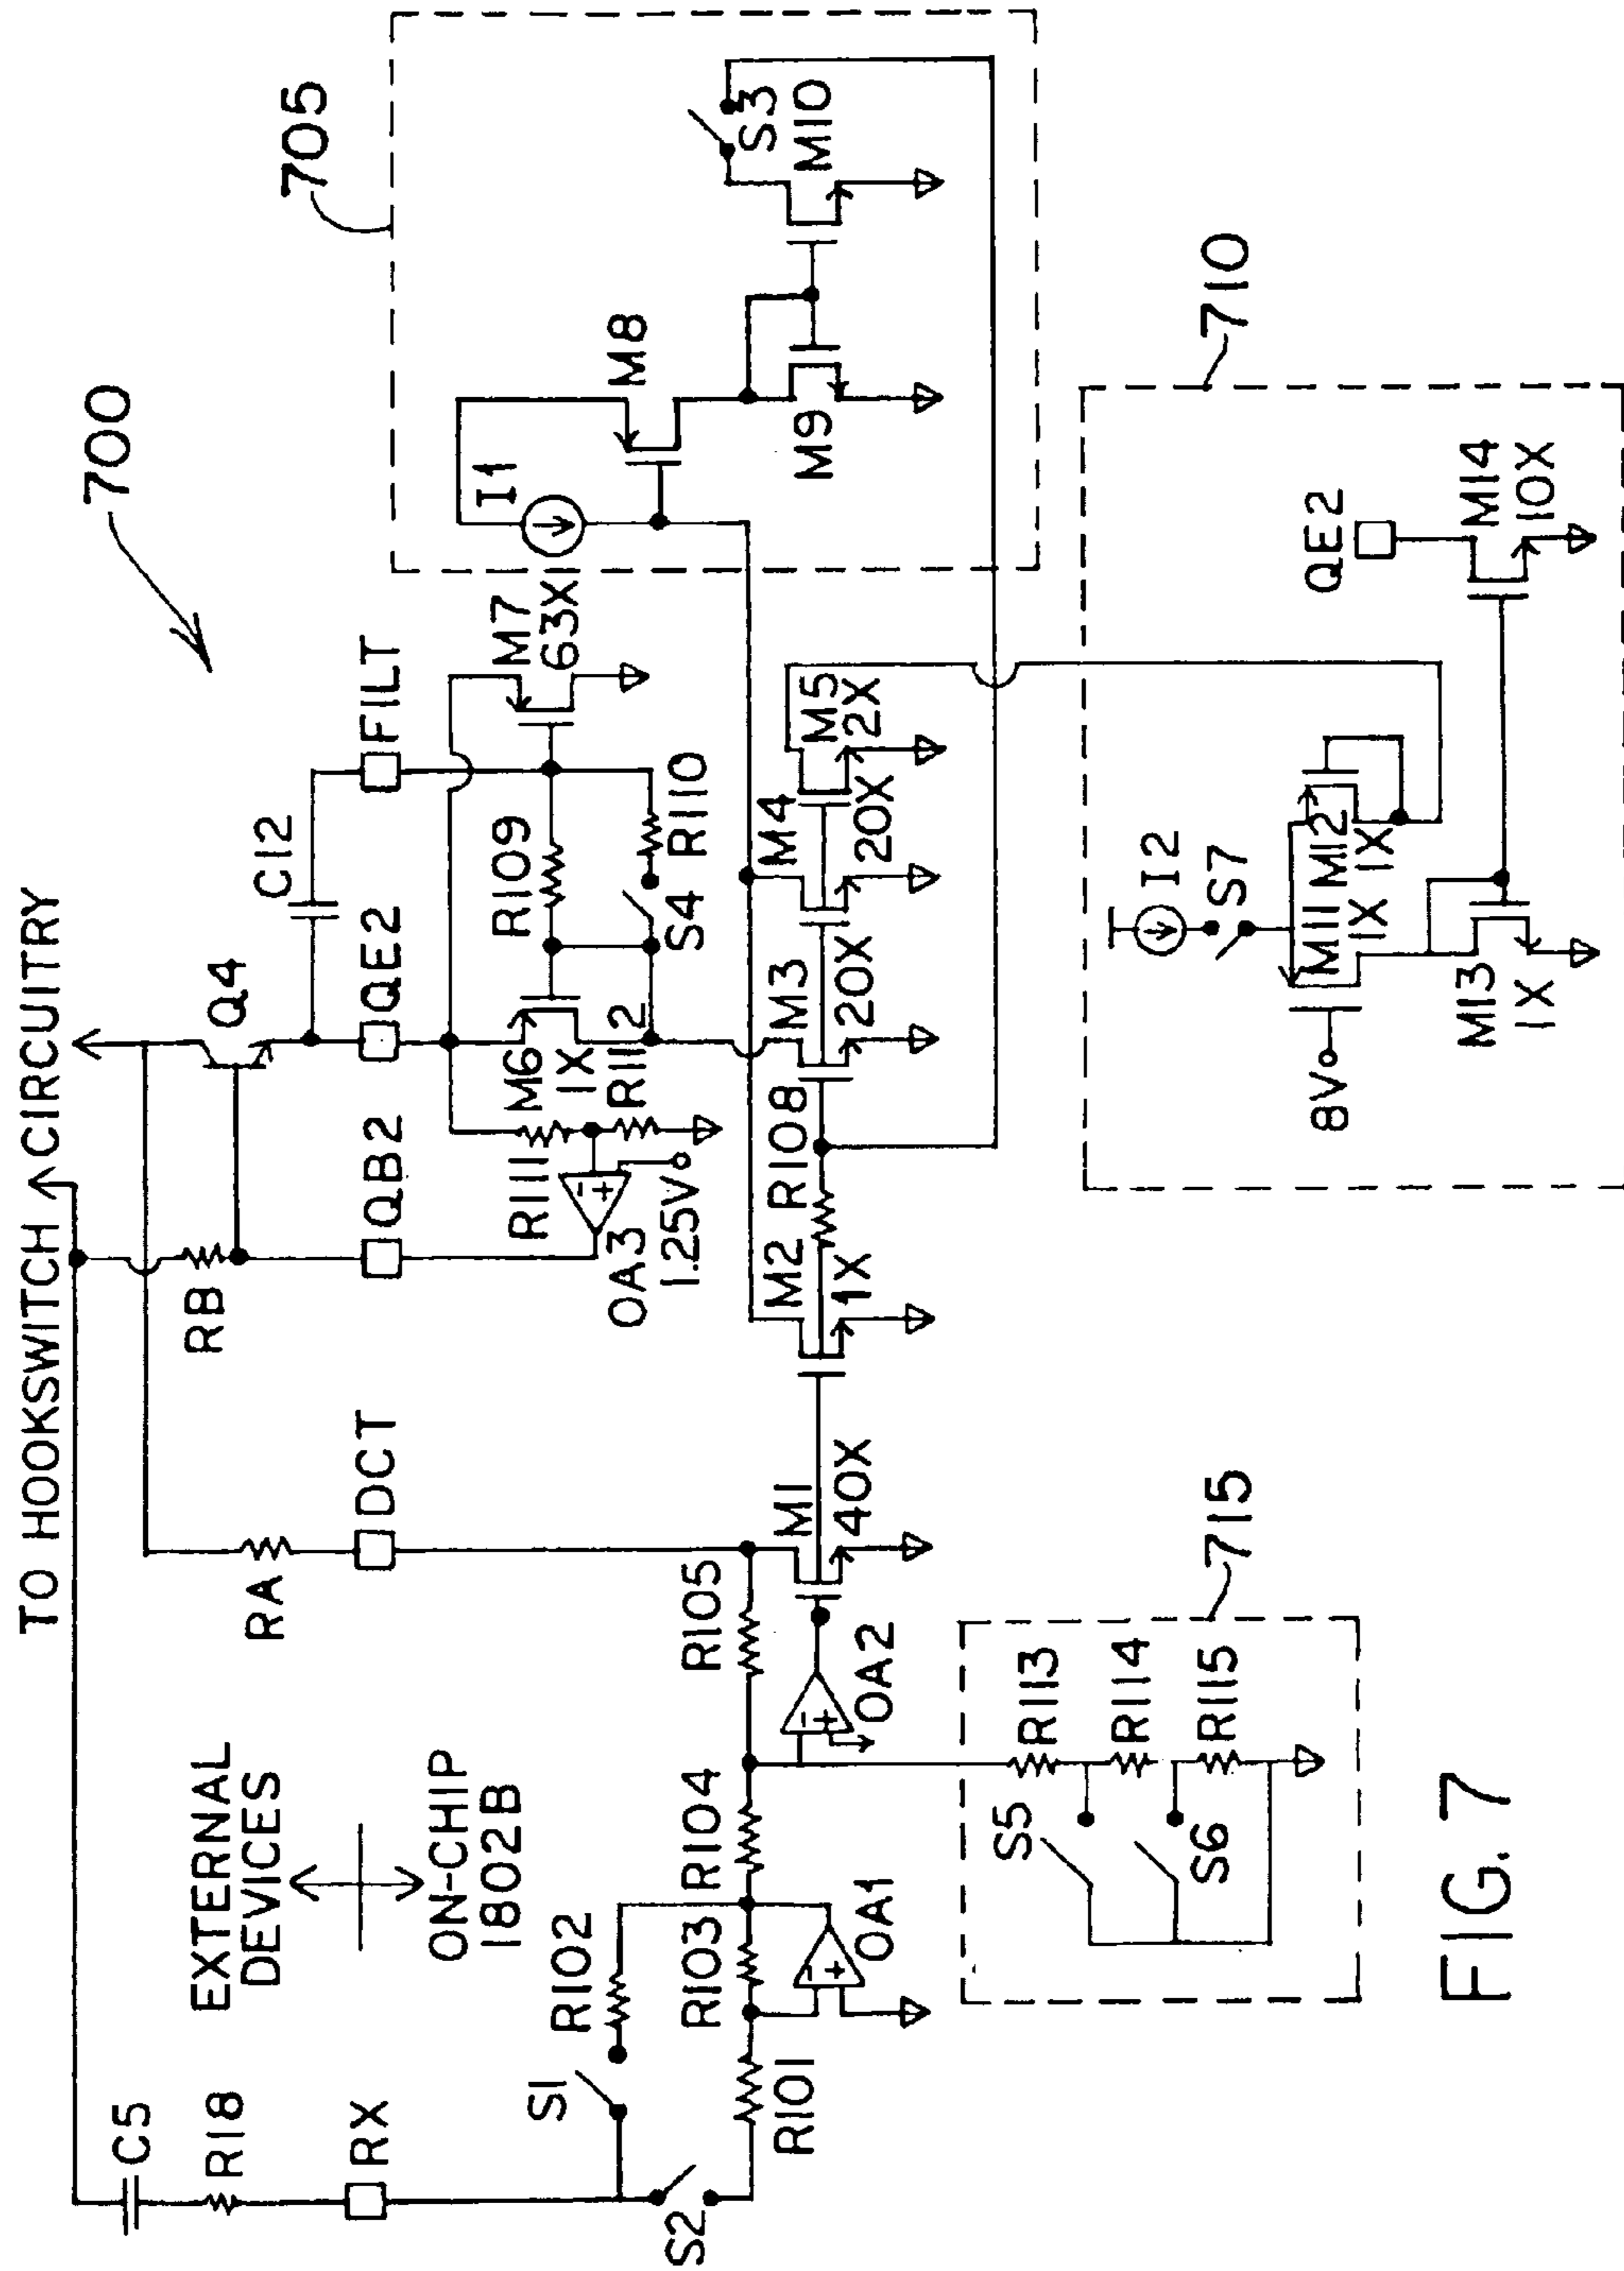 700
TO HOOKSWITCH CIRCUITRY
EXTERNAL
DEVICES
ON-CHIP
1802B
C5
R18
RX
S1
S2
R101
R102
R103
OA1
R104
R105
OA2
RA
DCT
RB
QB2
Q4
QE2
C12
FILT
M1
40X
M2
1X
R108
M3
20X
M4
20X
M5
2X
OA3
1.25V
R111
R112
M6
1X
R109
S4
R110
M7
63X
705
I1
M8
M9
S3
M10
710
8V
I2
S7
M11
1X
M12
1X
M13
1X
QE2
M14
10X
715
S5
S6
R113
R114
R115
FIG. 7